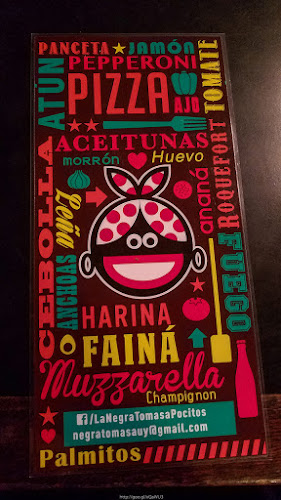 PANCETA ★ JAMÓN
PEPPERONI
ATUN
PIZZA
AJO
TOMATE
ACEITUNAS
MORRÓN
Huevo
CEBOLLA
Leña
ananá
ROQUEFORT
ANCHOAS
FUEGO
HARINA
FAINÁ
Muzzarella
Champignon
/LaNegraTomasaPocitos
negratomasauy@gmail.com
Palmitos